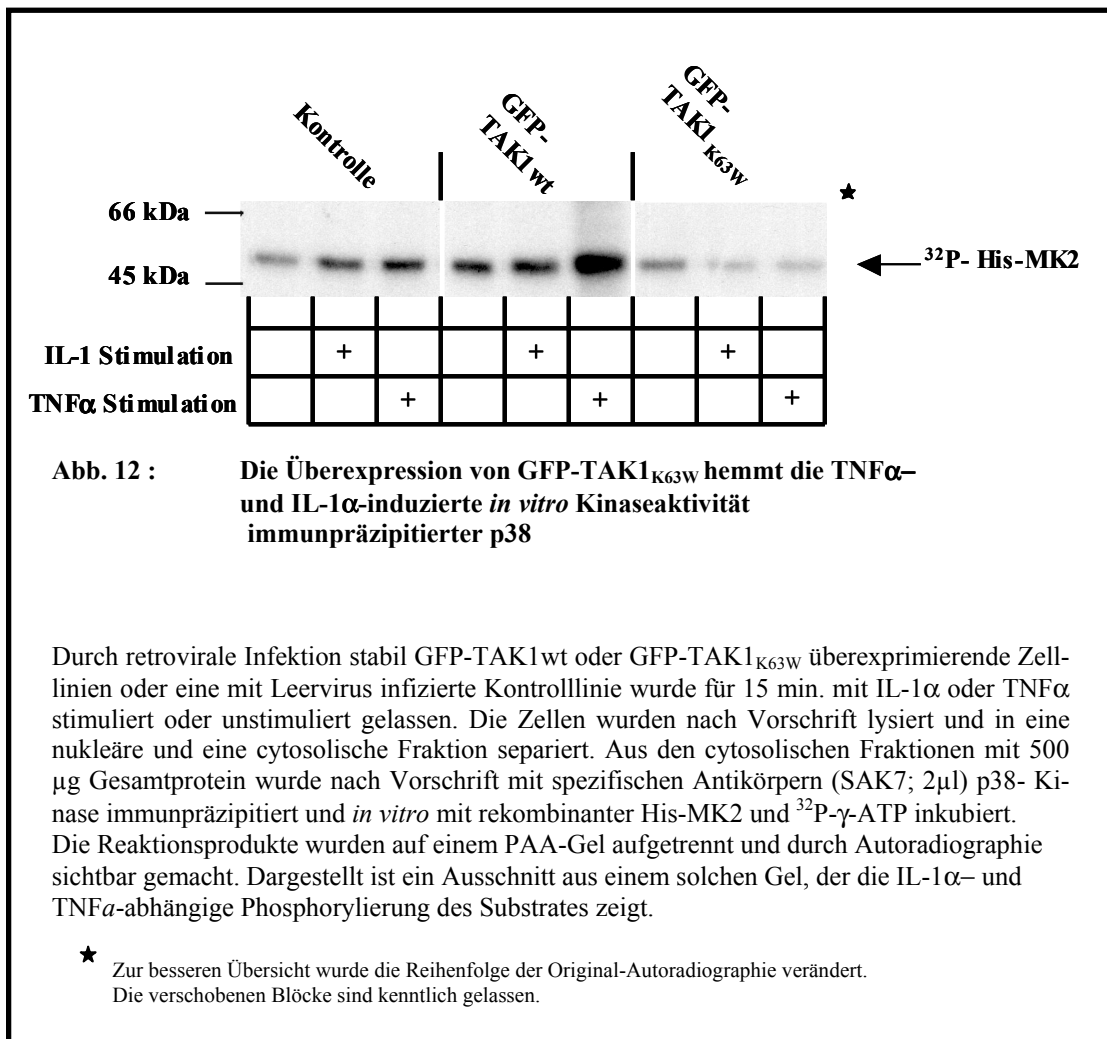 Kontrolle
GFP-
TAK1wt
GFP-
TAK1 K63W
★
66 kDa
45 kDa
³²P- His-MK2
IL-1 Stimulation + + +
TNFα Stimulation + + +
Abb. 12 : Die Überexpression von GFP-TAK1K63W hemmt die TNFα–
und IL-1α-induzierte in vitro Kinaseaktivität
immunpräzipitierter p38
Durch retrovirale Infektion stabil GFP-TAK1wt oder GFP-TAK1K63W überexprimierende Zell-
linien oder eine mit Leervirus infizierte Kontrolllinie wurde für 15 min. mit IL-1α oder TNFα
stimuliert oder unstimuliert gelassen. Die Zellen wurden nach Vorschrift lysiert und in eine
nukleäre und eine cytosolische Fraktion separiert. Aus den cytosolischen Fraktionen mit 500
µg Gesamtprotein wurde nach Vorschrift mit spezifischen Antikörpern (SAK7; 2µl) p38- Ki-
nase immunpräzipitiert und in vitro mit rekombinanter His-MK2 und ³²P-γ-ATP inkubiert.
Die Reaktionsprodukte wurden auf einem PAA-Gel aufgetrennt und durch Autoradiographie
sichtbar gemacht. Dargestellt ist ein Ausschnitt aus einem solchen Gel, der die IL-1α– und
TNFa-abhängige Phosphorylierung des Substrates zeigt.
★ Zur besseren Übersicht wurde die Reihenfolge der Original-Autoradiographie verändert.
Die verschobenen Blöcke sind kenntlich gelassen.